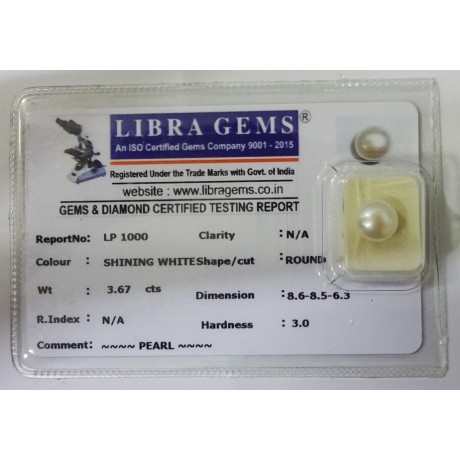 LIBRA GEMS ®
An ISO Certified Gems Company 9001 - 2015
Registered Under the Trade Marks with Govt. of India
website : www.libragems.co.in
GEMS & DIAMOND CERTIFIED TESTING REPORT
ReportNo: LP 1000 Clarity : N/A
Colour : SHINING WHITE Shape/cut : ROUND
Wt : 3.67 cts Dimension : 8.6-8.5-6.3
R.Index : N/A Hardness : 3.0
Comment: ~~~~ PEARL ~~~~